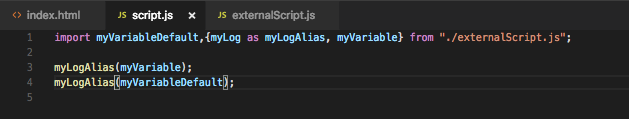 <> index.html JS script.js × JS externalScript.js
1 import myVariableDefault,{myLog as myLogAlias, myVariable} from "./externalScript.js";
2
3 myLogAlias(myVariable);
4 myLogAlias(myVariableDefault);
5